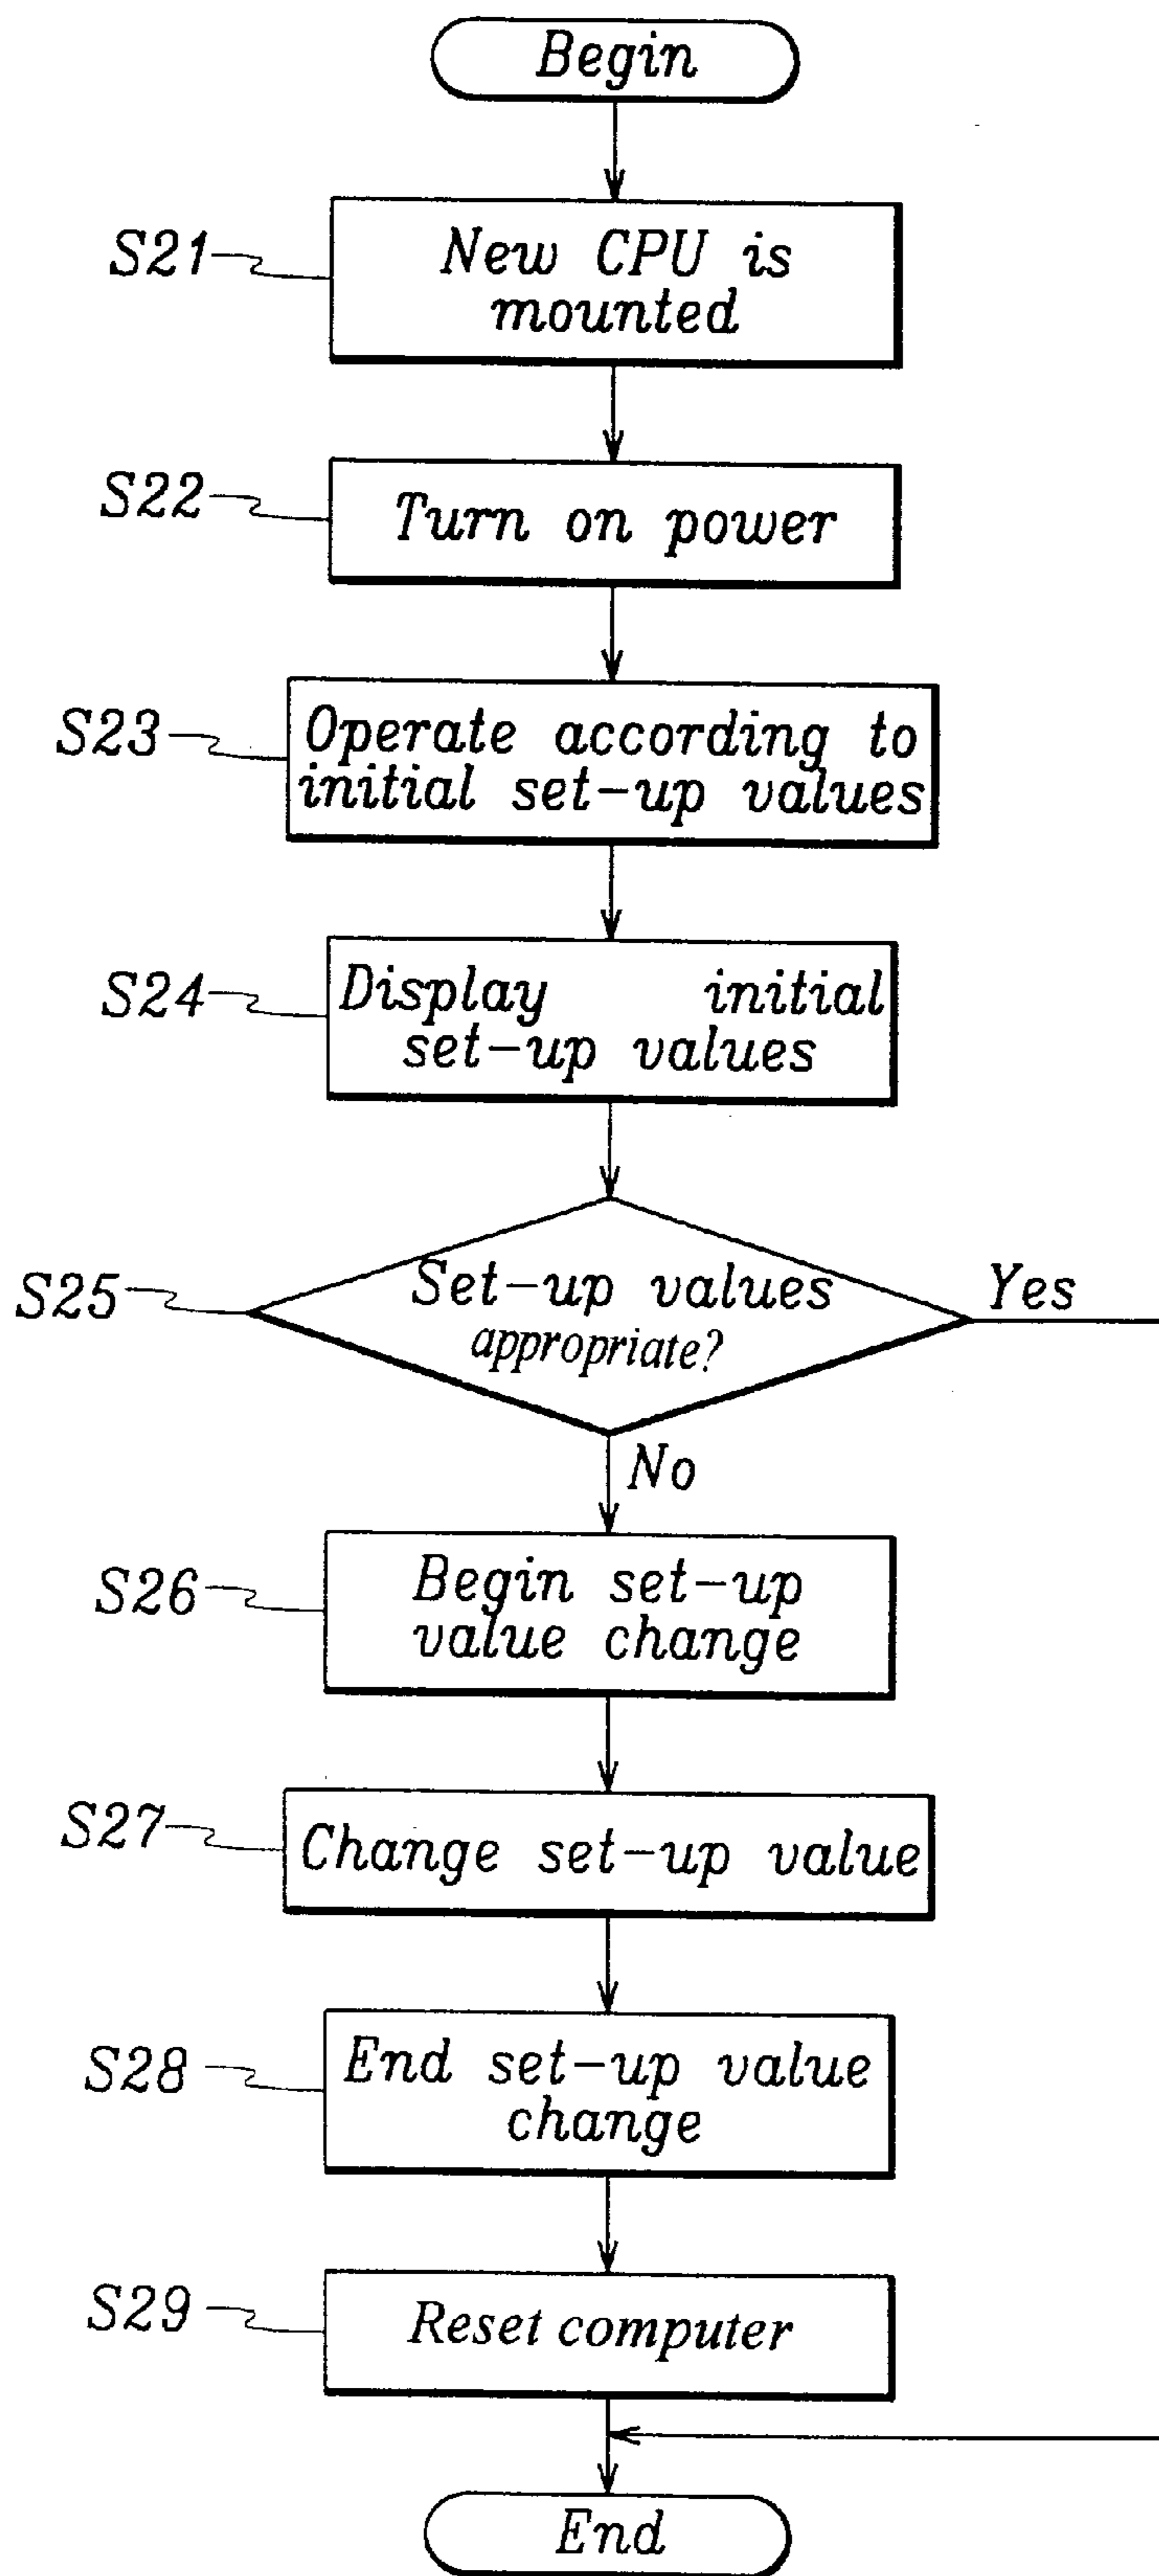 Begin
S21
New CPU is
mounted
S22
Turn on power
S23
Operate according to
initial set-up values
S24
Display initial
set-up values
S25
Set-up values
appropriate?
Yes
No
S26
Begin set-up
value change
S27
Change set-up value
S28
End set-up value
change
S29
Reset computer
End